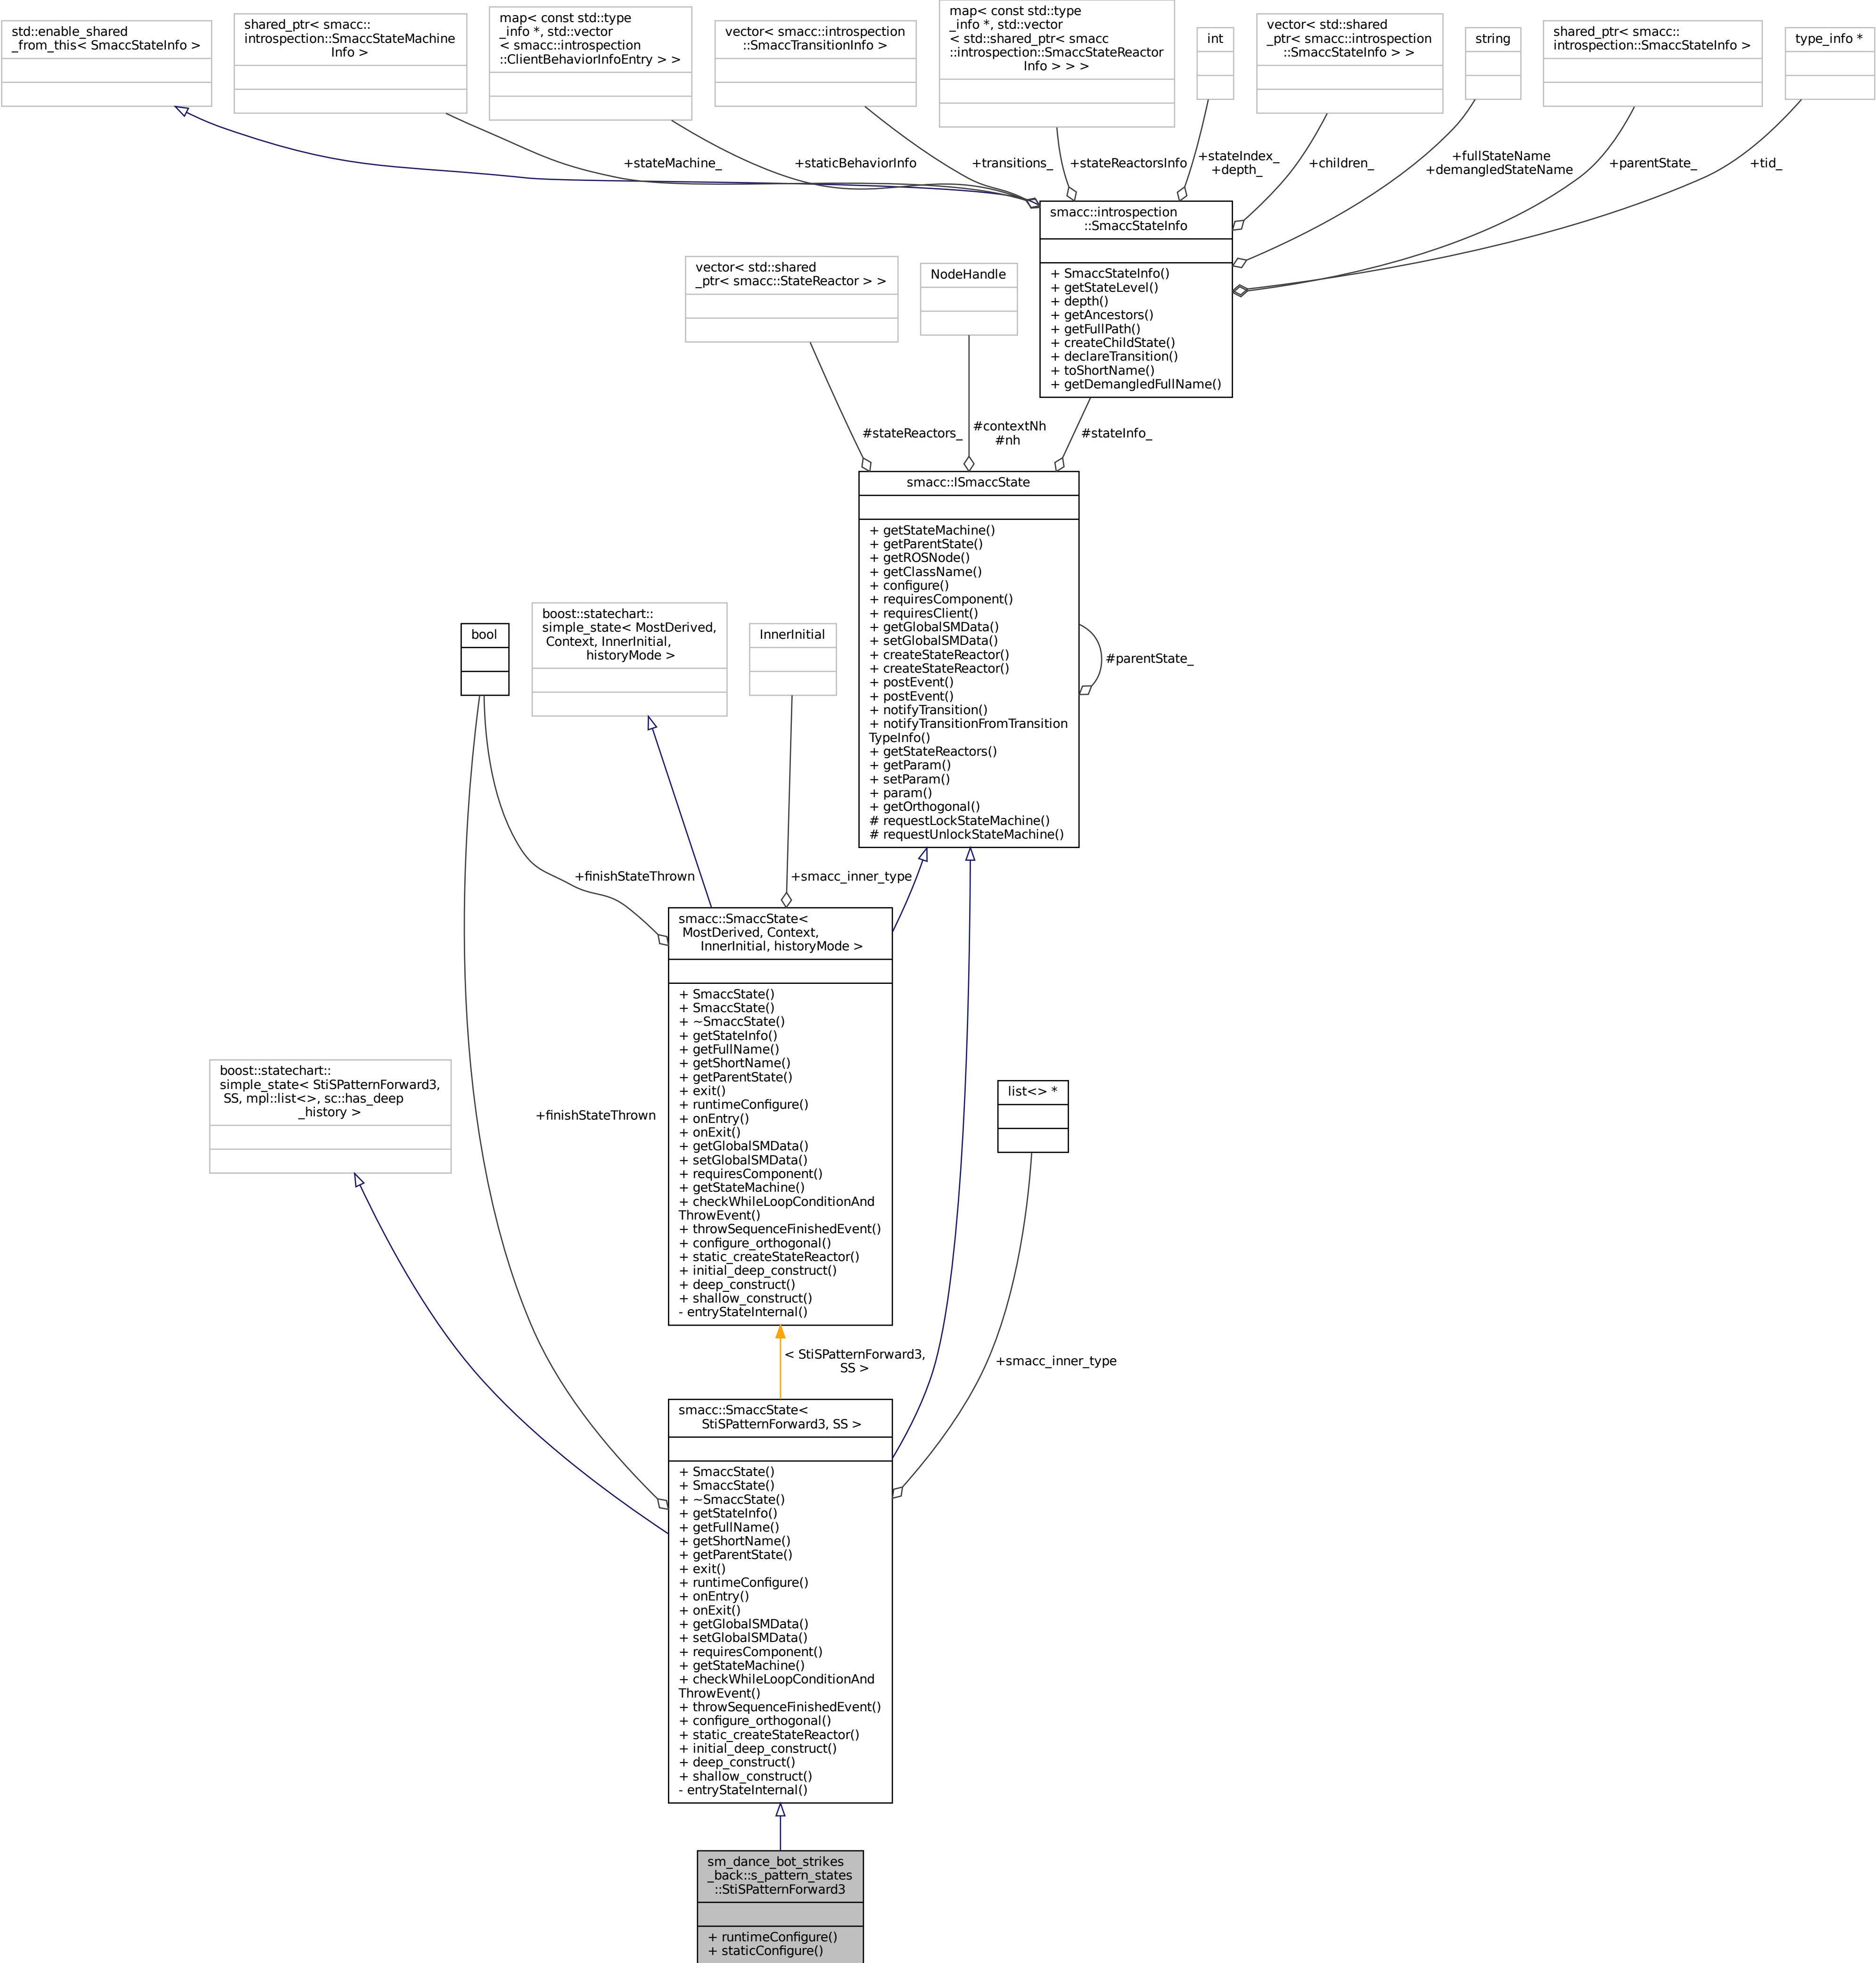 std::enable_shared
_from_this< SmaccStateInfo >
shared_ptr< smacc::
introspection::SmaccStateMachine
Info >
map< const std::type
_info *, std::vector
< smacc::introspection
::ClientBehaviorInfoEntry > >
vector< smacc::introspection
::SmaccTransitionInfo >
map< const std::type
_info *, std::vector
< std::shared_ptr< smacc
::introspection::SmaccStateReactor
Info > > >
int
vector< std::shared
_ptr< smacc::introspection
::SmaccStateInfo > >
string
shared_ptr< smacc::
introspection::SmaccStateInfo >
type_info *
+stateMachine_
+staticBehaviorInfo
+transitions_
+stateReactorsInfo
+stateIndex_
+depth_
+children_
+fullStateName
+demangledStateName
+parentState_
+tid_
smacc::introspection
::SmaccStateInfo
+ SmaccStateInfo()
+ getStateLevel()
+ depth()
+ getAncestors()
+ getFullPath()
+ createChildState()
+ declareTransition()
+ toShortName()
+ getDemangledFullName()
vector< std::shared
_ptr< smacc::StateReactor > >
NodeHandle
#stateReactors_
#contextNh
#nh
#stateInfo_
smacc::ISmaccState
+ getStateMachine()
+ getParentState()
+ getROSNode()
+ getClassName()
+ configure()
+ requiresComponent()
+ requiresClient()
+ getGlobalSMData()
+ setGlobalSMData()
+ createStateReactor()
+ createStateReactor()
+ postEvent()
+ postEvent()
+ notifyTransition()
+ notifyTransitionFromTransition
TypeInfo()
+ getStateReactors()
+ getParam()
+ setParam()
+ param()
+ getOrthogonal()
# requestLockStateMachine()
# requestUnlockStateMachine()
#parentState_
bool
boost::statechart::
simple_state< MostDerived,
Context, InnerInitial,
historyMode >
InnerInitial
+finishStateThrown
+smacc_inner_type
smacc::SmaccState<
MostDerived, Context,
InnerInitial, historyMode >
+ SmaccState()
+ SmaccState()
+ ~SmaccState()
+ getStateInfo()
+ getFullName()
+ getShortName()
+ getParentState()
+ exit()
+ runtimeConfigure()
+ onEntry()
+ onExit()
+ getGlobalSMData()
+ setGlobalSMData()
+ requiresComponent()
+ getStateMachine()
+ checkWhileLoopConditionAnd
ThrowEvent()
+ throwSequenceFinishedEvent()
+ configure_orthogonal()
+ static_createStateReactor()
+ initial_deep_construct()
+ deep_construct()
+ shallow_construct()
- entryStateInternal()
boost::statechart::
simple_state< StiSPatternForward3,
SS, mpl::list<>, sc::has_deep
_history >
+finishStateThrown
list<> *
< StiSPatternForward3,
SS >
+smacc_inner_type
smacc::SmaccState<
StiSPatternForward3, SS >
+ SmaccState()
+ SmaccState()
+ ~SmaccState()
+ getStateInfo()
+ getFullName()
+ getShortName()
+ getParentState()
+ exit()
+ runtimeConfigure()
+ onEntry()
+ onExit()
+ getGlobalSMData()
+ setGlobalSMData()
+ requiresComponent()
+ getStateMachine()
+ checkWhileLoopConditionAnd
ThrowEvent()
+ throwSequenceFinishedEvent()
+ configure_orthogonal()
+ static_createStateReactor()
+ initial_deep_construct()
+ deep_construct()
+ shallow_construct()
- entryStateInternal()
sm_dance_bot_strikes
_back::s_pattern_states
::StiSPatternForward3
+ runtimeConfigure()
+ staticConfigure()